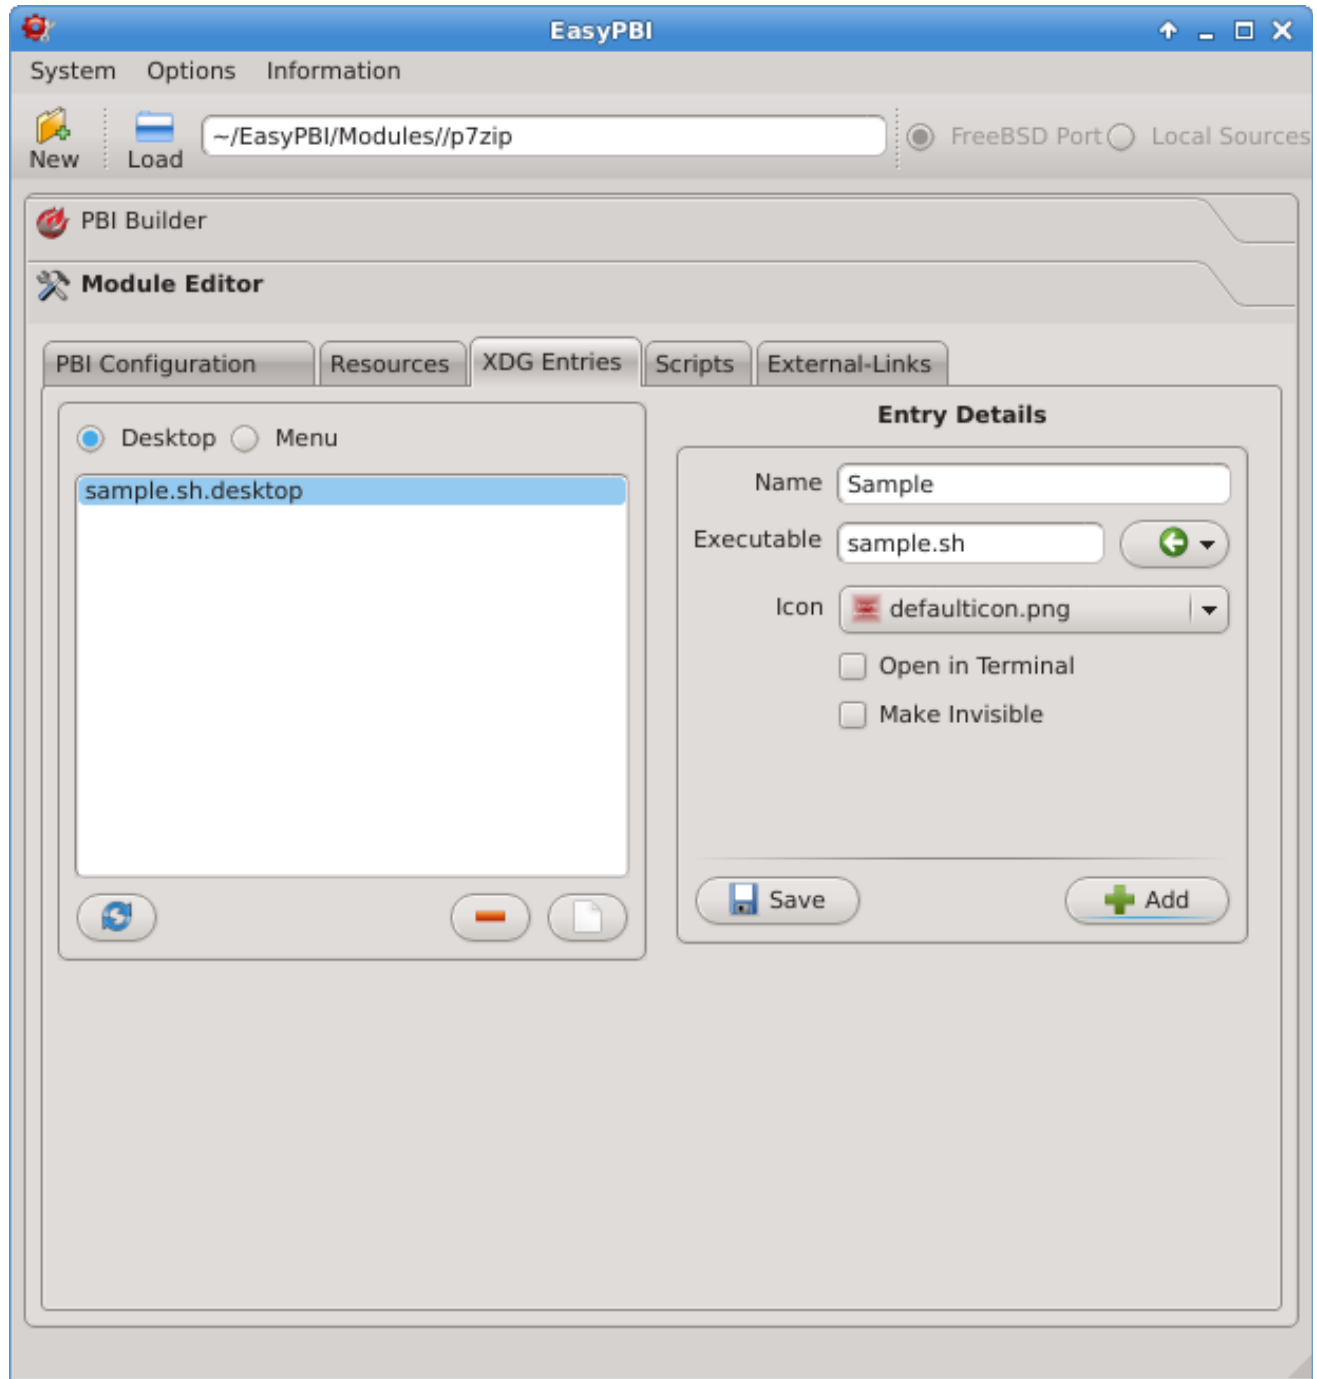 EasyPBI
System Options Information
New Load ~/EasyPBI/Modules//p7zip FreeBSD Port Local Sources
PBI Builder
Module Editor
PBI Configuration Resources XDG Entries Scripts External-Links
Desktop Menu
sample.sh.desktop
Entry Details
Name Sample
Executable sample.sh
Icon defaulticon.png
Open in Terminal
Make Invisible
Save Add